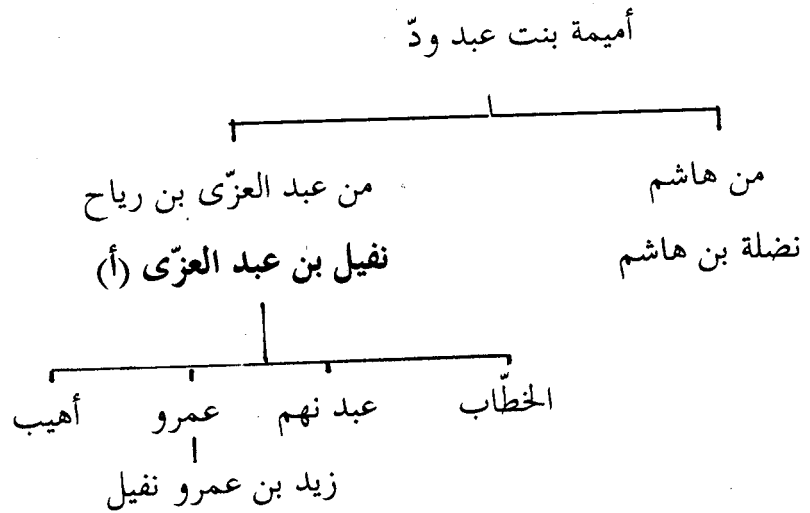 أميمة بنت عبد ودّ
من هاشم
من عبد العزّى بن رياح
نضلة بن هاشم
نفيل بن عبد العزّى (أ)
الخطّاب
عبد نهم
عمرو
أهيب
زيد بن عمرو نفيل